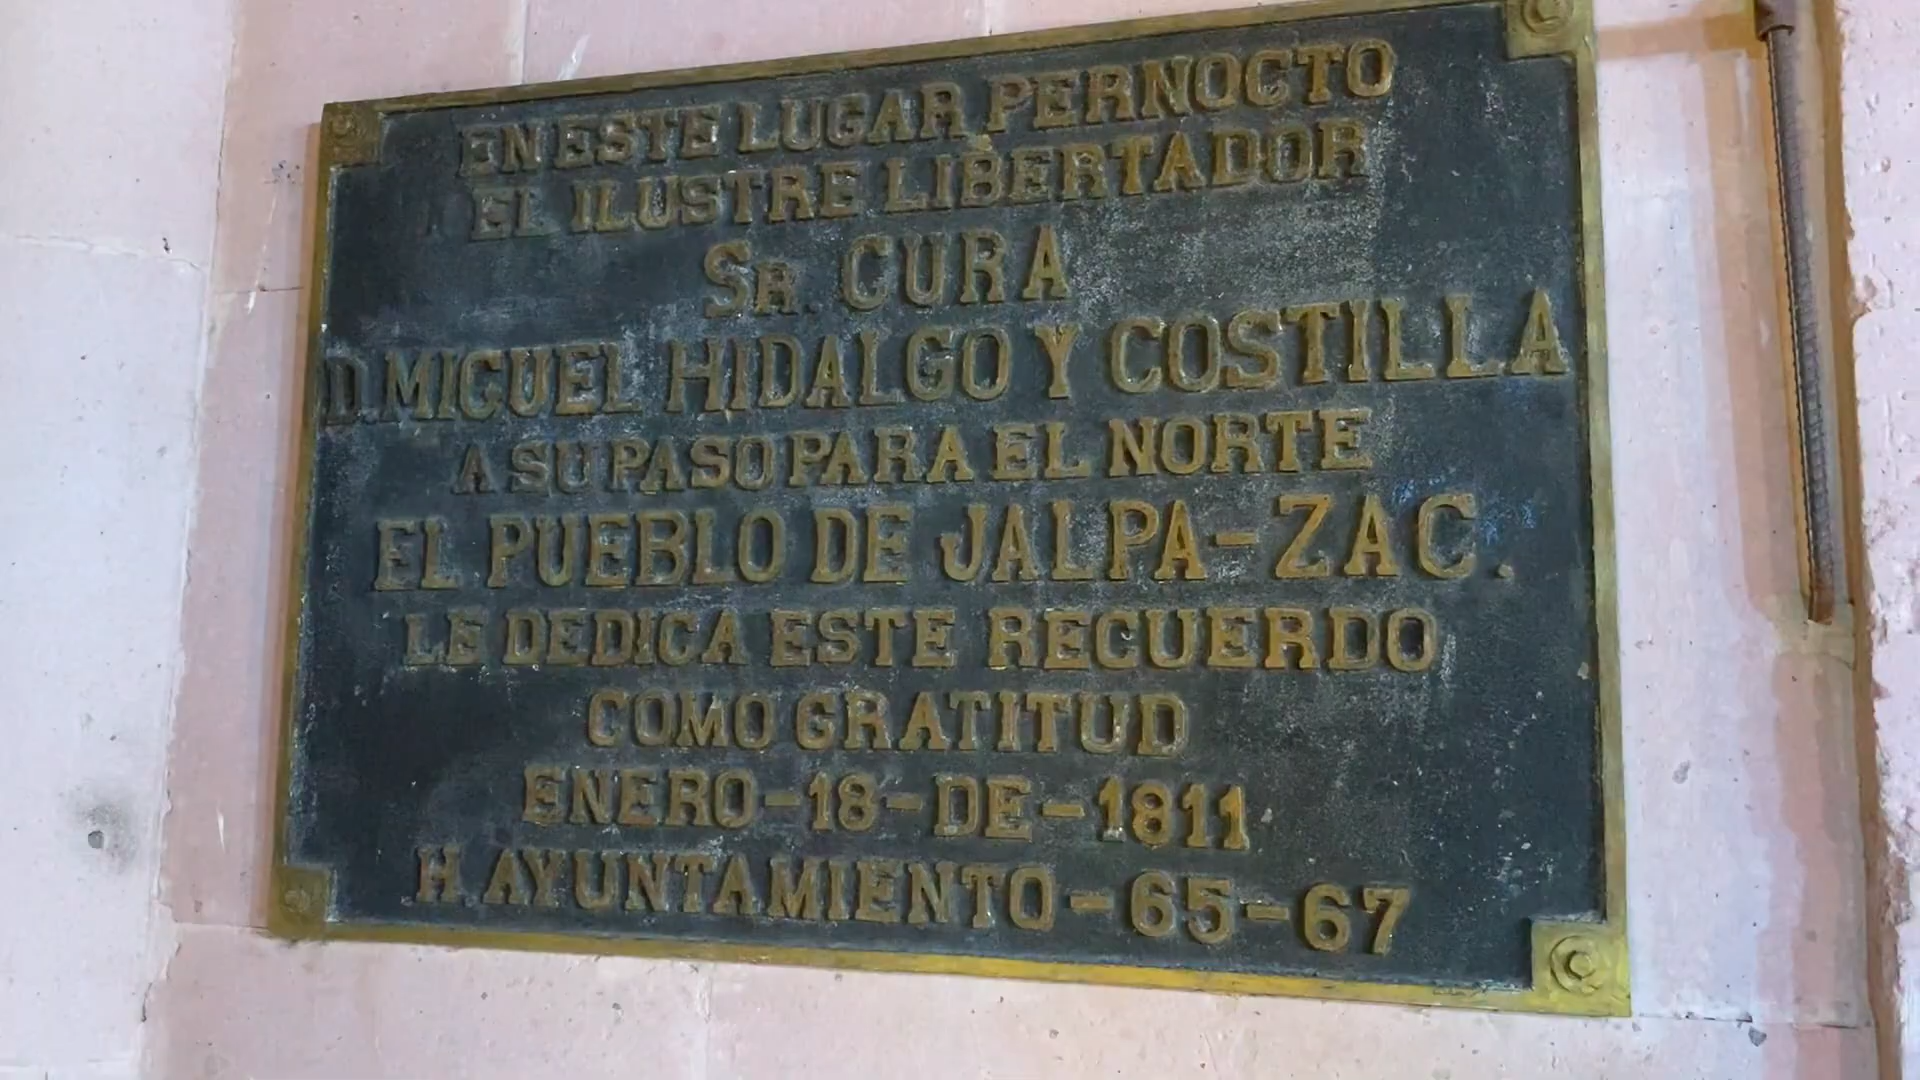 EN ESTE LUGAR PERNOCTO
EL ILUSTRE LIBERTADOR
SR. CURA
D. MIGUEL HIDALGO Y COSTILLA
A SU PASO PARA EL NORTE
EL PUEBLO DE JALPA-ZAC.
LE DEDICA ESTE RECUERDO
COMO GRATITUD
ENERO-18-DE-1811
H. AYUNTAMIENTO-65-67